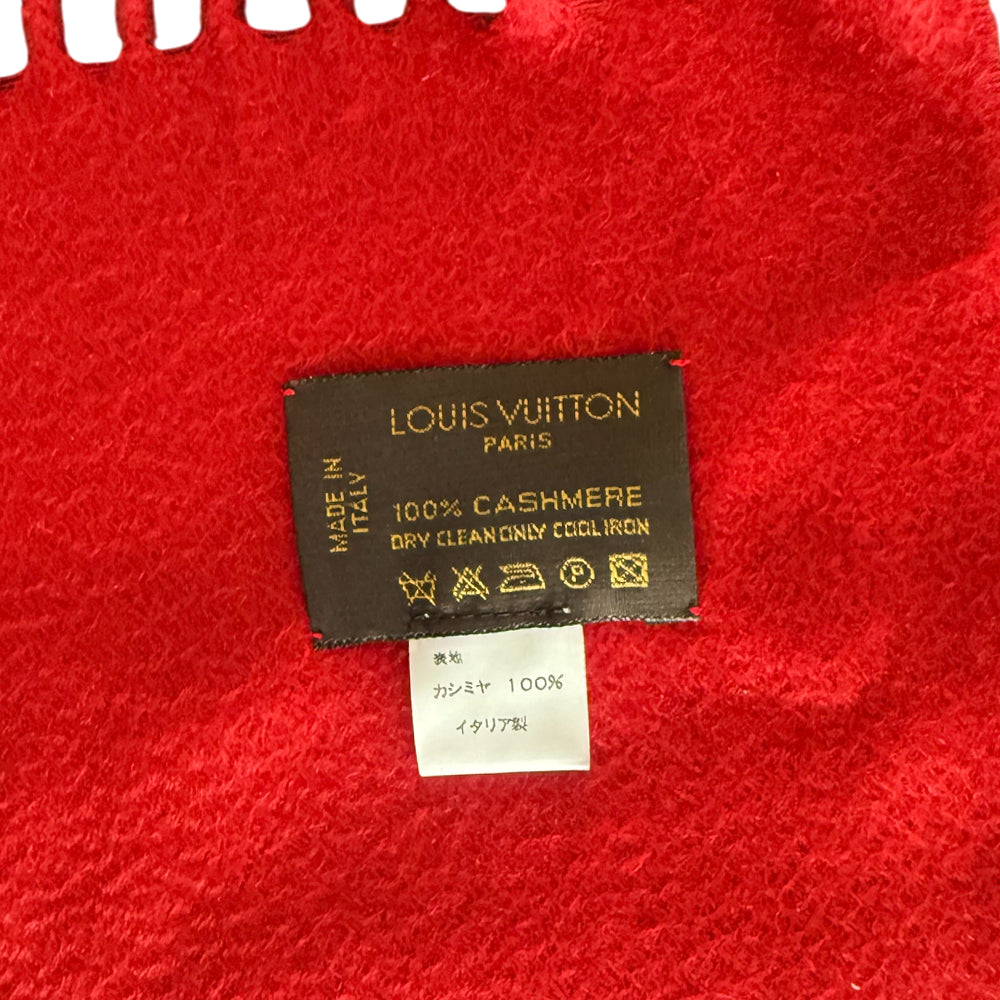 LOUIS VUITTON
PARIS
MADE IN
ITALY
100% CASHMERE
DRY CLEAN ONLY COOL IRON
P
表地
カシミヤ 100%
イタリア製